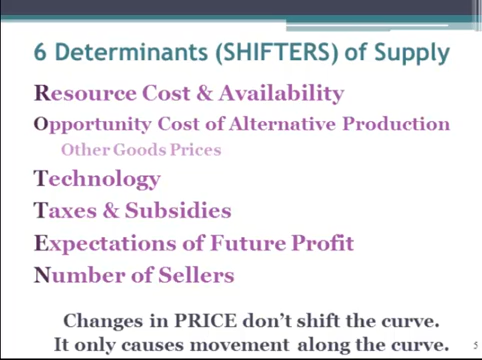 6 Determinants (SHIFTERS) of Supply
Resource Cost & Availability
Opportunity Cost of Alternative Production
Other Goods Prices
Technology
Taxes & Subsidies
Expectations of Future Profit
Number of Sellers
Changes in PRICE don't shift the curve.
It only causes movement along the curve.
5